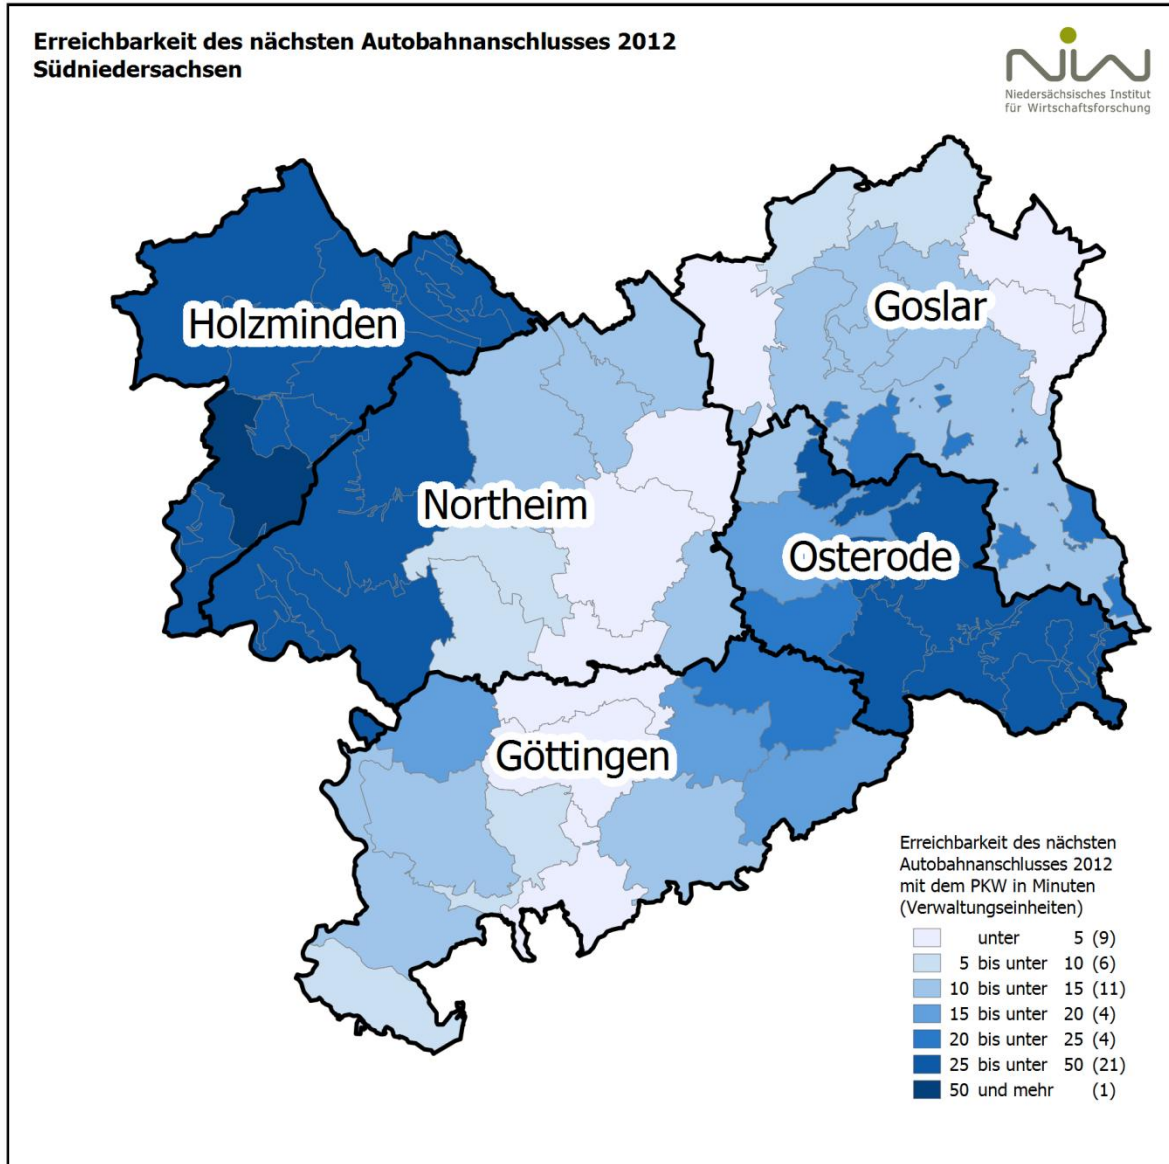 Erreichbarkeit des nächsten Autobahnanschlusses 2012
Südniedersachsen
NIW
Niedersächsisches Institut
für Wirtschaftsforschung
Holzminden
Goslar
Northeim
Osterode
Göttingen
Erreichbarkeit des nächsten
Autobahnanschlusses 2012
mit dem PKW in Minuten
(Verwaltungseinheiten)
unter 5 (9)
5 bis unter 10 (6)
10 bis unter 15 (11)
15 bis unter 20 (4)
20 bis unter 25 (4)
25 bis unter 50 (21)
50 und mehr (1)